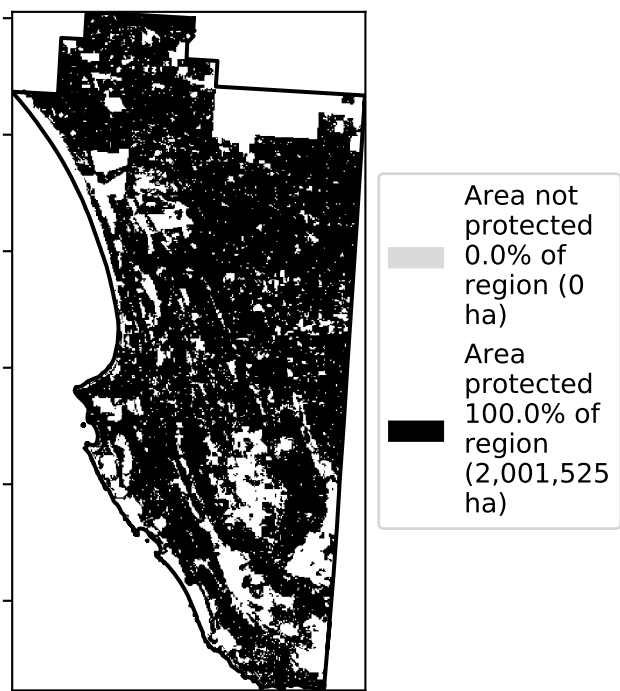 Area not
protected
0.0% of
region (0
ha)
Area
protected
100.0% of
region
(2,001,525
ha)